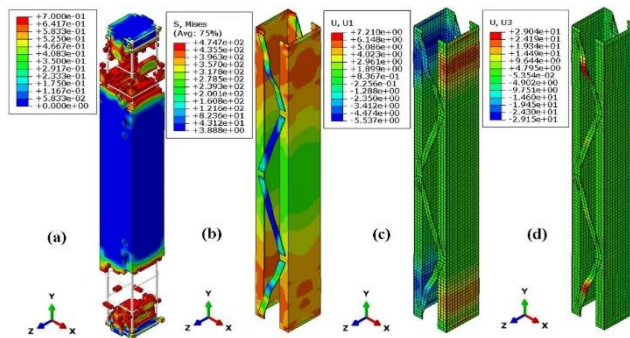 +7.000e-01
+6.417e-01
+5.833e-01
+5.250e-01
+4.667e-01
+4.083e-01
+3.500e-01
+2.917e-01
+2.333e-01
+1.750e-01
+1.167e-01
+5.833e-02
+0.000e+00
(a)
Y
Z
X
S, Mises
(Avg: 75%)
+4.747e+02
+4.355e+02
+3.963e+02
+3.570e+02
+3.178e+02
+2.785e+02
+2.393e+02
+2.001e+02
+1.608e+02
+1.216e+02
+8.236e+01
+4.312e+01
+3.888e+00
(b)
Y
Z
X
U, U1
+7.210e+00
+6.148e+00
+5.086e+00
+4.023e+00
+2.961e+00
+1.899e+00
+8.367e-01
-2.256e-01
-1.288e+00
-2.350e+00
-3.412e+00
-4.474e+00
-5.537e+00
(c)
Y
Z
X
U, U3
+2.904e+01
+2.419e+01
+1.934e+01
+1.449e+01
+9.644e+00
+4.795e+00
-5.354e-02
-4.902e+00
-9.751e+00
-1.460e+01
-1.945e+01
-2.430e+01
-2.915e+01
(d)
Y
Z
X